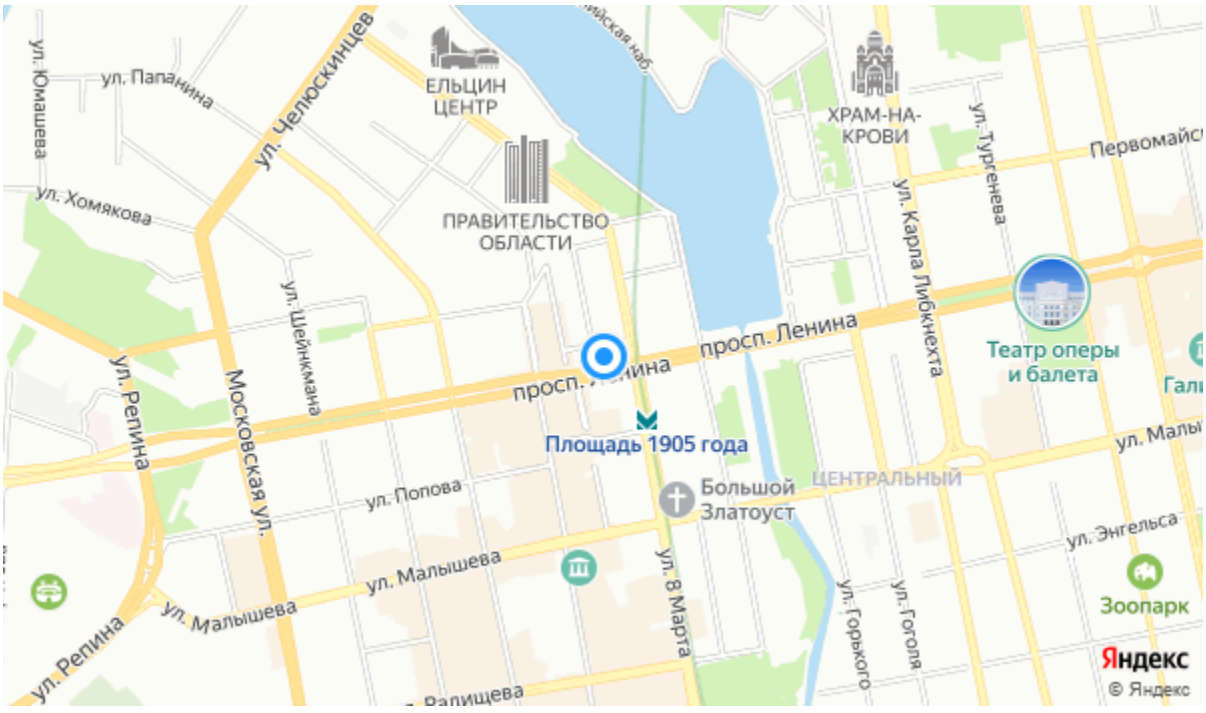 ул. Юмашева
ул. Папанина
ул. Челюскинцев
ЕЛЬЦИН
ЦЕНТР
наб.
ХРАМ-НА-
КРОВИ
ул. Тургенева
ул. Хомякова
ПРАВИТЕЛЬСТВО
ОБЛАСТИ
ул. Карла Либкнехта
ул. Шейнкмана
просп. Ленина
просп. Ленина
Театр оперы
и балета
ул. Репина
Московская ул.
Площадь 1905 года
ул. Попова
Большой
Златоуст
ЦЕНТРАЛЬНЫЙ
ул. Малышева
ул. Энгельса
ул. Малышева
ул. 8 Марта
ул. Горького
ул. Гоголя
Зоопарк
ул. Репина
Яндекс
© Яндекс